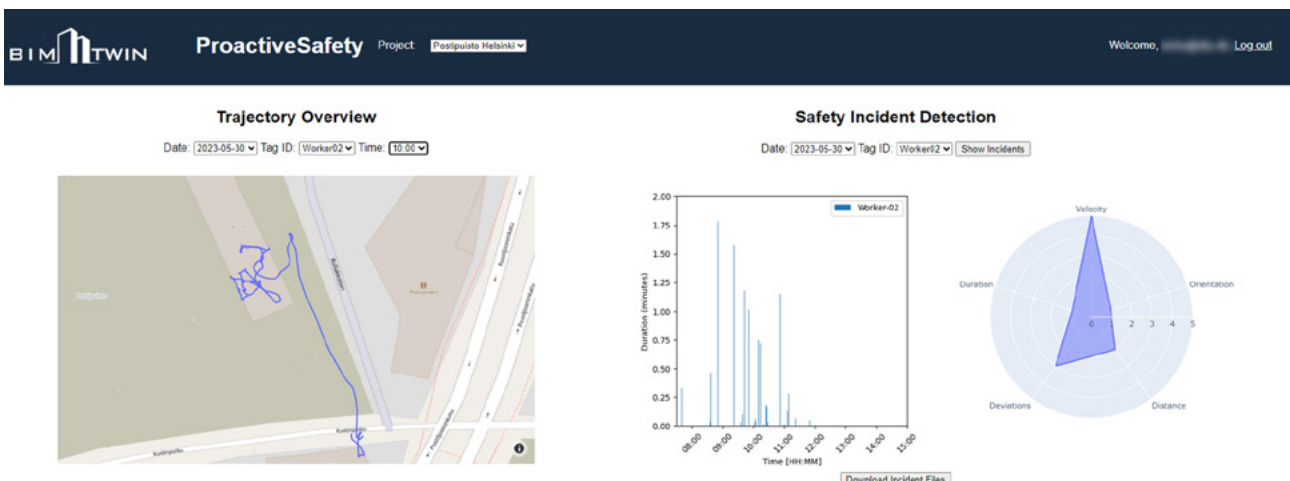 BIM TWIN
ProactiveSafety Project Postipuisto Helsinki
Welcome, Log out
Trajectory Overview
Date: 2023-05-30 Tag ID: Worker02 Time: 10:00
Safety Incident Detection
Date: 2023-05-30 Tag ID: Worker02 Show Incidents
2.00
1.75
1.50
1.25
1.00
0.75
0.50
0.25
0.00
Duration (minutes)
Worker-02
08:00 09:00 10:00 11:00 12:00 13:00 14:00 15:00
Time [HH:MM]
Velocity
Orientation
Duration
0 1 2 3 4 5
Deviations
Distance
Download Incident Files